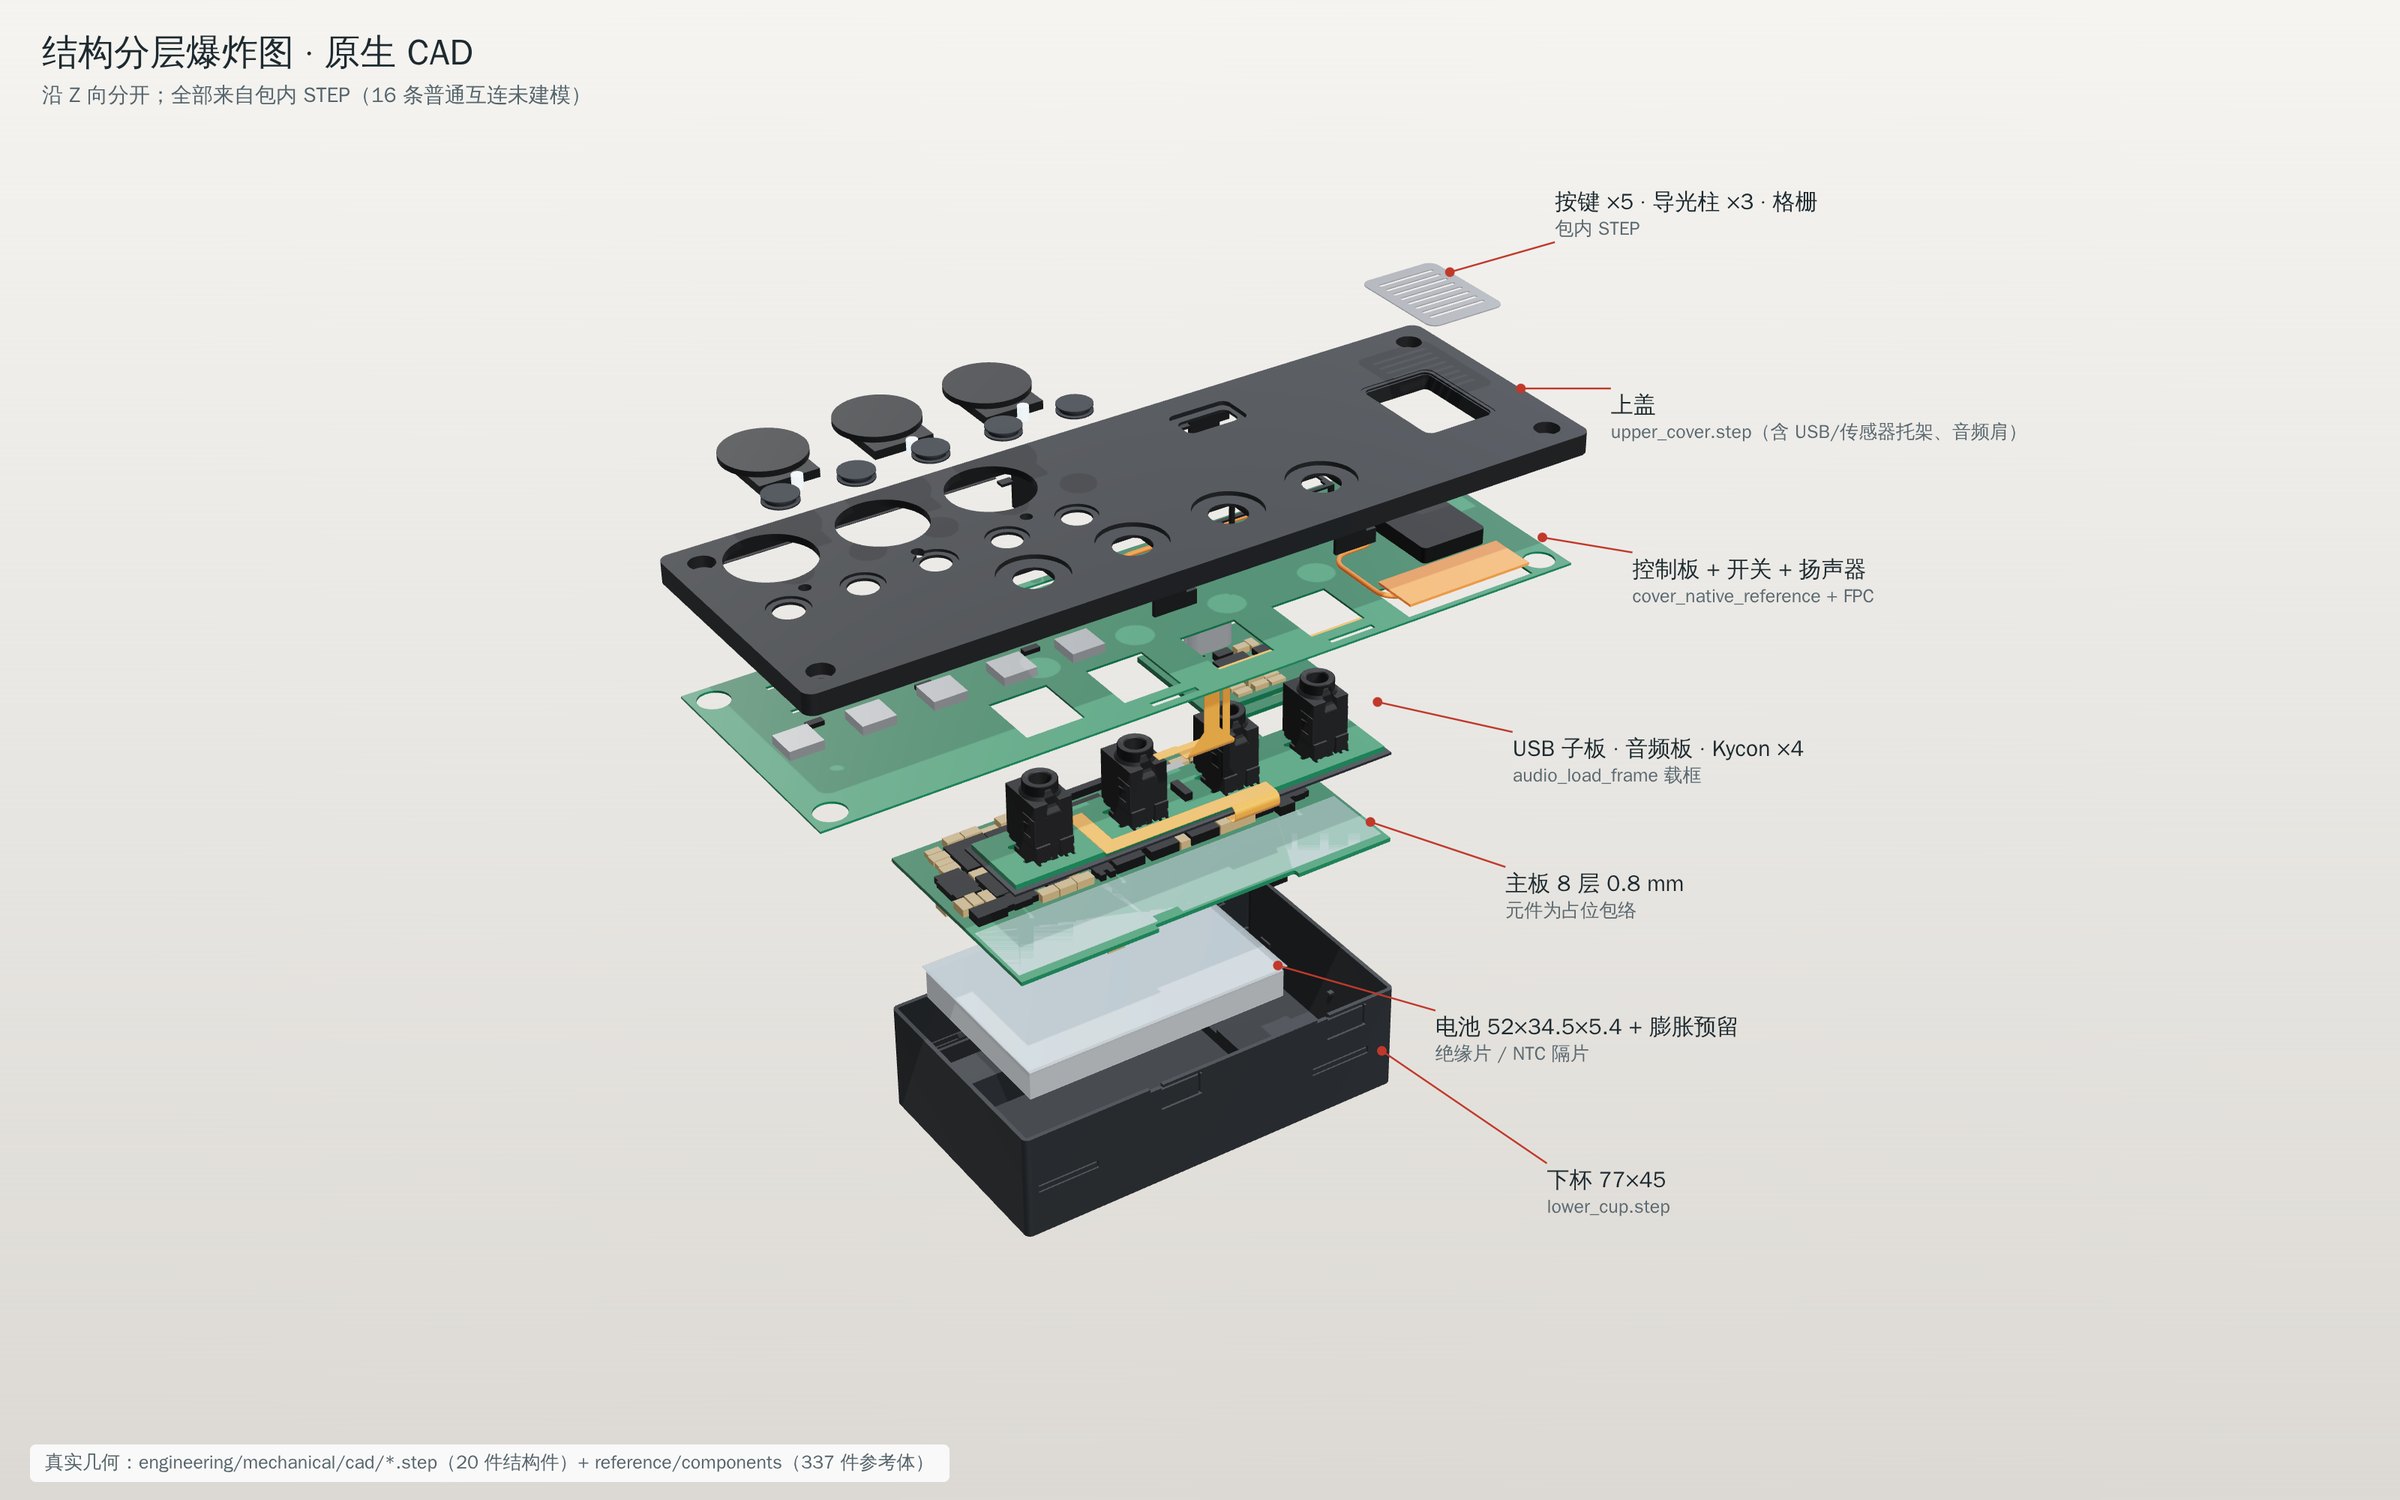 结构分层爆炸图 · 原生 CAD
沿 Z 向分开；全部来自包内 STEP（16 条普通互连未建模）
按键 ×5 · 导光柱 ×3 · 格栅
包内 STEP
上盖
upper_cover.step（含 USB/传感器托架、音频肩）
控制板 + 开关 + 扬声器
cover_native_reference + FPC
USB 子板 · 音频板 · Kycon ×4
audio_load_frame 载框
主板 8 层 0.8 mm
元件为占位包络
电池 52×34.5×5.4 + 膨胀预留
绝缘片 / NTC 隔片
下杯 77×45
lower_cup.step
真实几何：engineering/mechanical/cad/*.step（20 件结构件）+ reference/components（337 件参考体）